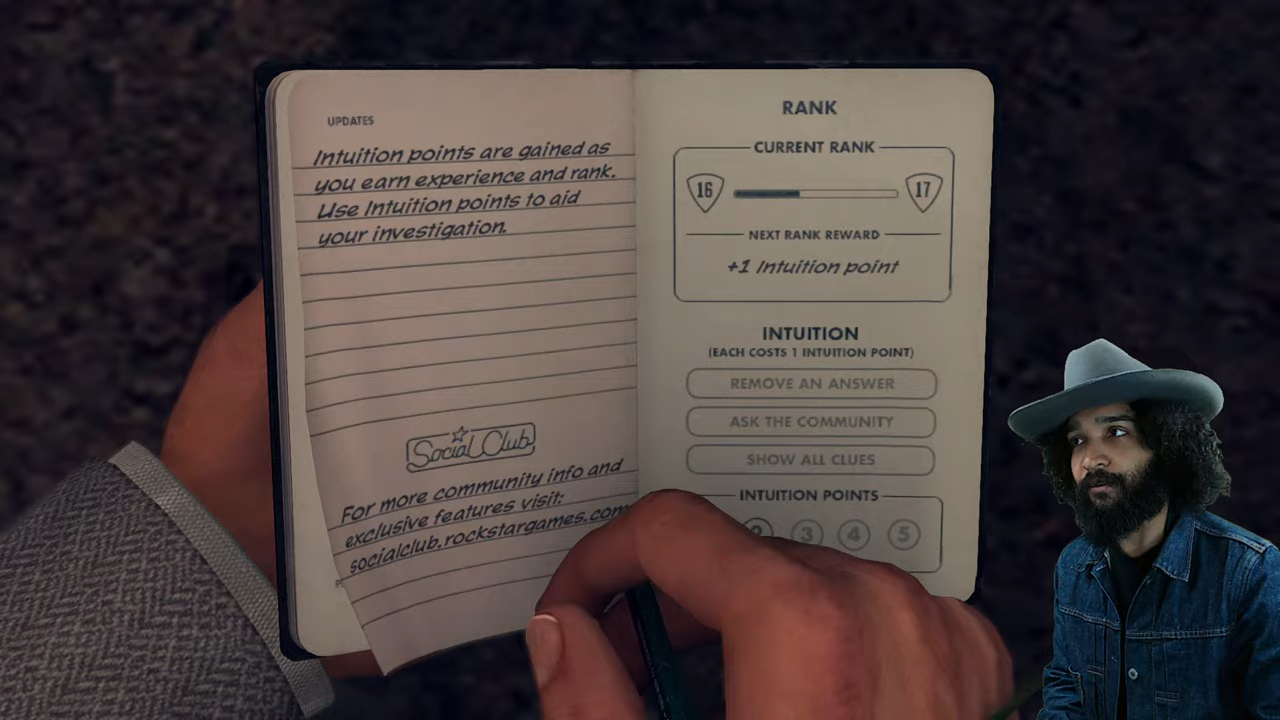 UPDATES
Intuition points are gained as
you earn experience and rank.
Use Intuition points to aid
your investigation.
Social Club
For more community info and
exclusive features visit:
socialclub.rockstargames.com
RANK
CURRENT RANK
16 17
NEXT RANK REWARD
+1 Intuition point
INTUITION
(EACH COSTS 1 INTUITION POINT)
REMOVE AN ANSWER
ASK THE COMMUNITY
SHOW ALL CLUES
INTUITION POINTS
2 3 4 5